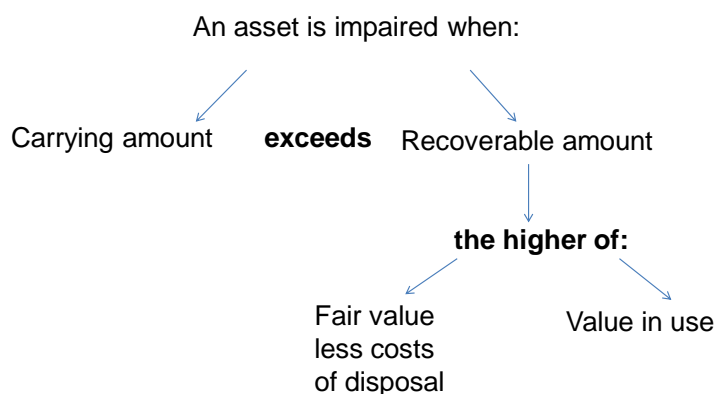 An asset is impaired when:
Carrying amount exceeds Recoverable amount
the higher of:
Fair value
less costs
of disposal
Value in use